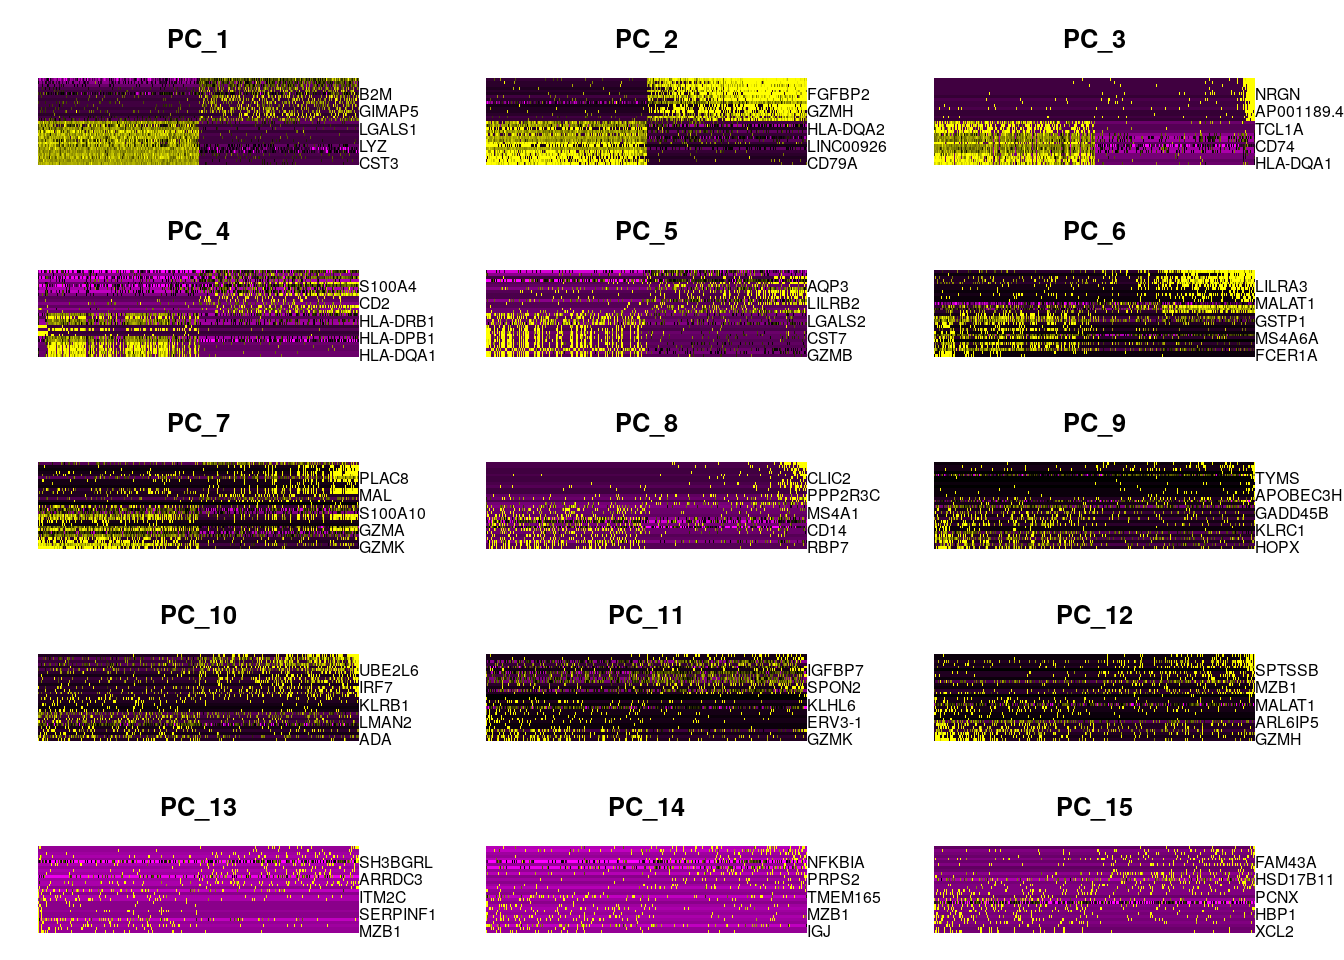 PC_1
B2M
GIMAP5
LGALS1
LYZ
CST3
PC_2
FGFBP2
GZMH
HLA-DQA2
LINC00926
CD79A
PC_3
NRGN
AP001189.4
TCL1A
CD74
HLA-DQA1
PC_4
S100A4
CD2
HLA-DRB1
HLA-DPB1
HLA-DQA1
PC_5
AQP3
LILRB2
LGALS2
CST7
GZMB
PC_6
LILRA3
MALAT1
GSTP1
MS4A6A
FCER1A
PC_7
PLAC8
MAL
S100A10
GZMA
GZMK
PC_8
CLIC2
PPP2R3C
MS4A1
CD14
RBP7
PC_9
TYMS
APOBEC3H
GADD45B
KLRC1
HOPX
PC_10
UBE2L6
IRF7
KLRB1
LMAN2
ADA
PC_11
IGFBP7
SPON2
KLHL6
ERV3-1
GZMK
PC_12
SPTSSB
MZB1
MALAT1
ARL6IP5
GZMH
PC_13
SH3BGRL
ARRDC3
ITM2C
SERPINF1
MZB1
PC_14
NFKBIA
PRPS2
TMEM165
MZB1
IGJ
PC_15
FAM43A
HSD17B11
PCNX
HBP1
XCL2